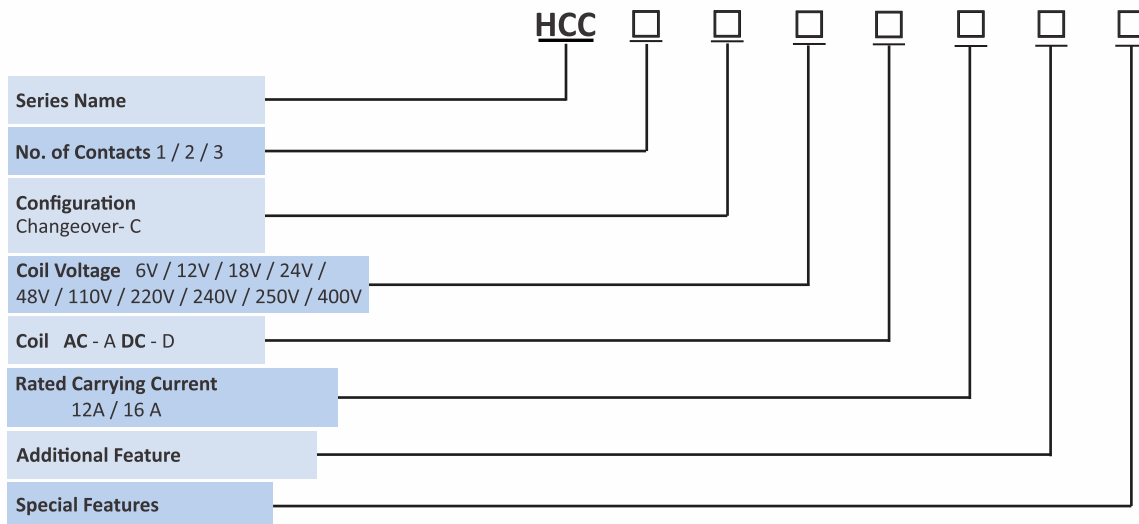 HCC
Series Name
No. of Contacts 1 / 2 / 3
Configuration
Changeover- C
Coil Voltage 6V / 12V / 18V / 24V /
48V / 110V / 220V / 240V / 250V / 400V
Coil AC - A DC - D
Rated Carrying Current
12A / 16 A
Additional Feature
Special Features